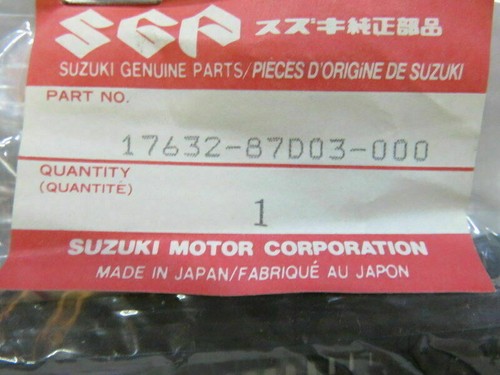 SGP スズキ純正部品
SUZUKI GENUINE PARTS/PIÈCES D'ORIGINE DE SUZUKI
PART NO.
17632-87D03-000
QUANTITY
(QUANTITÉ)
1
SUZUKI MOTOR CORPORATION
MADE IN JAPAN/FABRIQUÉ AU JAPON